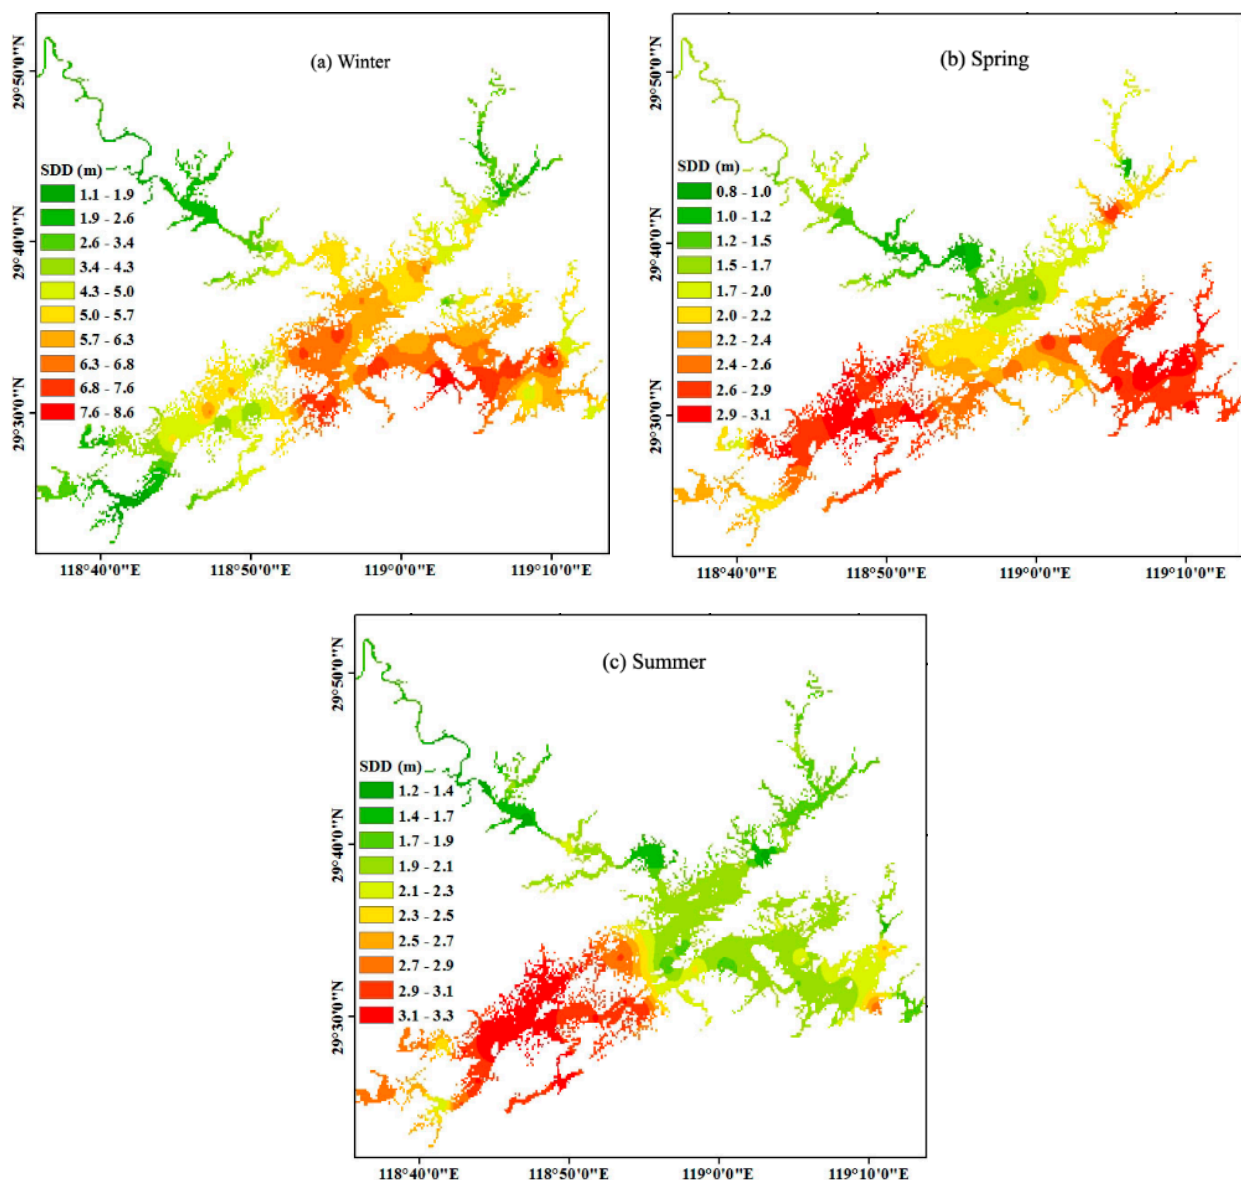 (a) Winter
SDD (m)
1.1 - 1.9
1.9 - 2.6
2.6 - 3.4
3.4 - 4.3
4.3 - 5.0
5.0 - 5.7
5.7 - 6.3
6.3 - 6.8
6.8 - 7.6
7.6 - 8.6
29°50'0"N
29°40'0"N
29°30'0"N
118°40'0"E 118°50'0"E 119°0'0"E 119°10'0"E
(b) Spring
SDD (m)
0.8 - 1.0
1.0 - 1.2
1.2 - 1.5
1.5 - 1.7
1.7 - 2.0
2.0 - 2.2
2.2 - 2.4
2.4 - 2.6
2.6 - 2.9
2.9 - 3.1
29°50'0"N
29°40'0"N
29°30'0"N
118°40'0"E 118°50'0"E 119°0'0"E 119°10'0"E
(c) Summer
SDD (m)
1.2 - 1.4
1.4 - 1.7
1.7 - 1.9
1.9 - 2.1
2.1 - 2.3
2.3 - 2.5
2.5 - 2.7
2.7 - 2.9
2.9 - 3.1
3.1 - 3.3
29°50'0"N
29°40'0"N
29°30'0"N
118°40'0"E 118°50'0"E 119°0'0"E 119°10'0"E